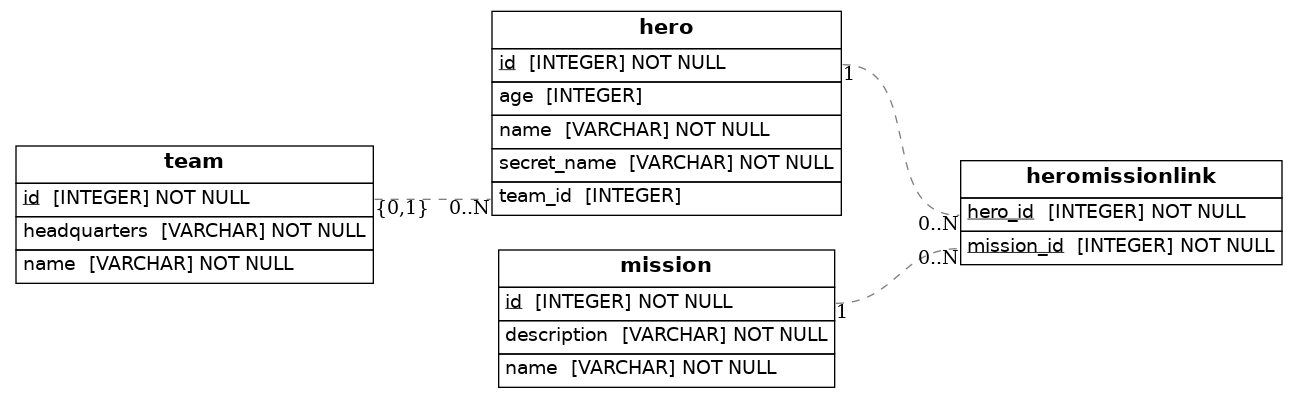 team
id [INTEGER] NOT NULL
headquarters [VARCHAR] NOT NULL
name [VARCHAR] NOT NULL
{0,1} 0..N
hero
id [INTEGER] NOT NULL
age [INTEGER]
name [VARCHAR] NOT NULL
secret_name [VARCHAR] NOT NULL
team_id [INTEGER]
1
mission
id [INTEGER] NOT NULL
description [VARCHAR] NOT NULL
name [VARCHAR] NOT NULL
1
0..N
0..N
heromissionlink
hero_id [INTEGER] NOT NULL
mission_id [INTEGER] NOT NULL